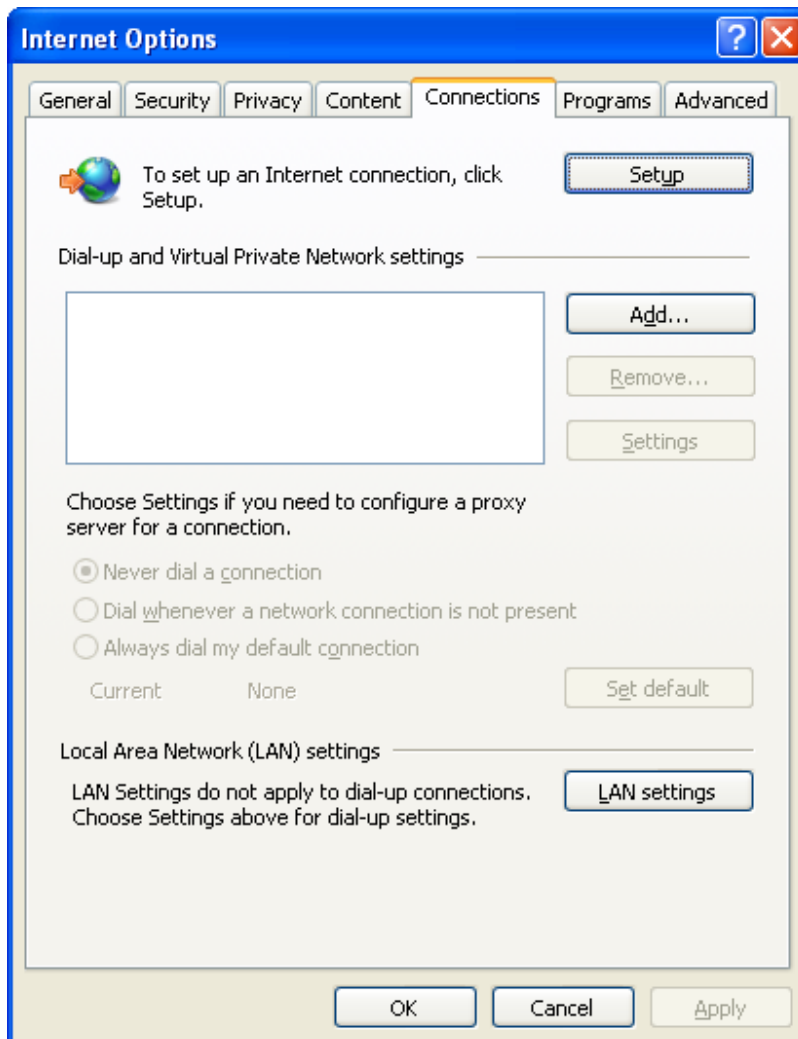 Internet Options
?
General Security Privacy Content Connections Programs Advanced
To set up an Internet connection, click
Setup.
Setup
Dial-up and Virtual Private Network settings
Add...
Remove...
Settings
Choose Settings if you need to configure a proxy
server for a connection.
Never dial a connection
Dial whenever a network connection is not present
Always dial my default connection
Current None
Set default
Local Area Network (LAN) settings
LAN Settings do not apply to dial-up connections.
Choose Settings above for dial-up settings.
LAN settings
OK Cancel Apply